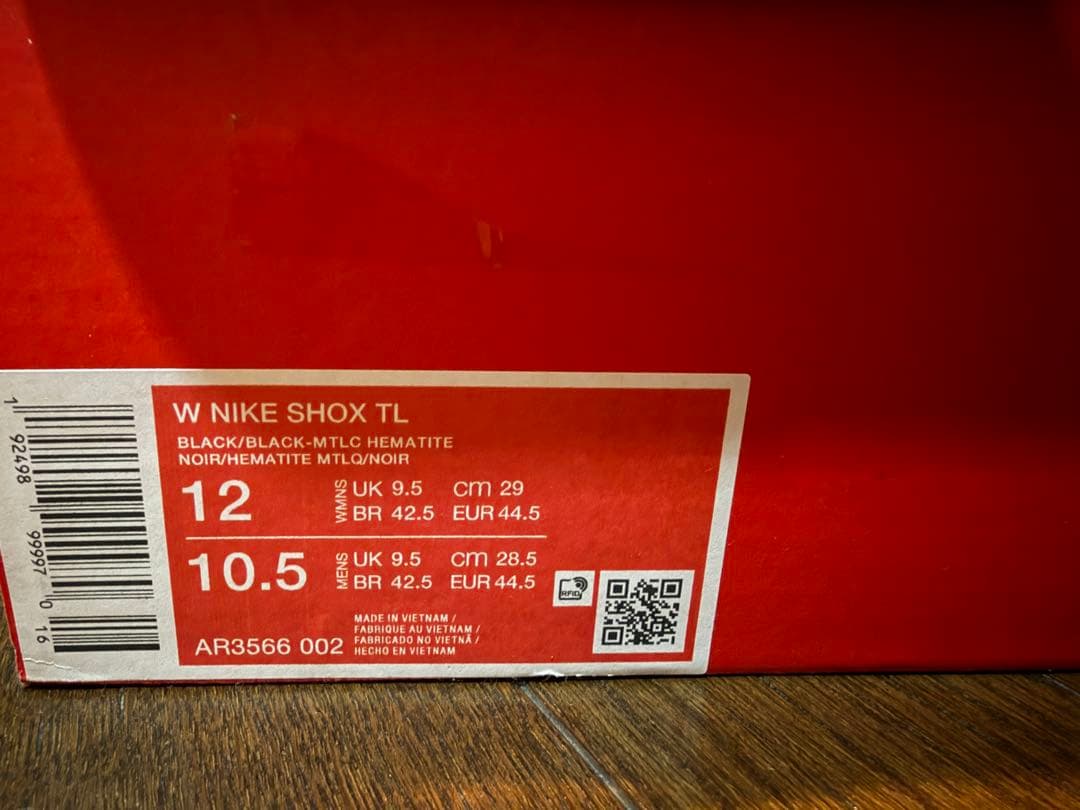 W NIKE SHOX TL
BLACK/BLACK-MTLC HEMATITE
NOIR/HEMATITE MTLQ/NOIR
12 WMNS UK 9.5 cm 29
BR 42.5 EUR 44.5
10.5 MENS UK 9.5 cm 28.5
BR 42.5 EUR 44.5
RFID
AR3566 002
MADE IN VIETNAM /
FABRIQUE AU VIETNAM /
FABRICADO NO VIETNÃ /
HECHO EN VIETNAM
1 92498 99997 0 16